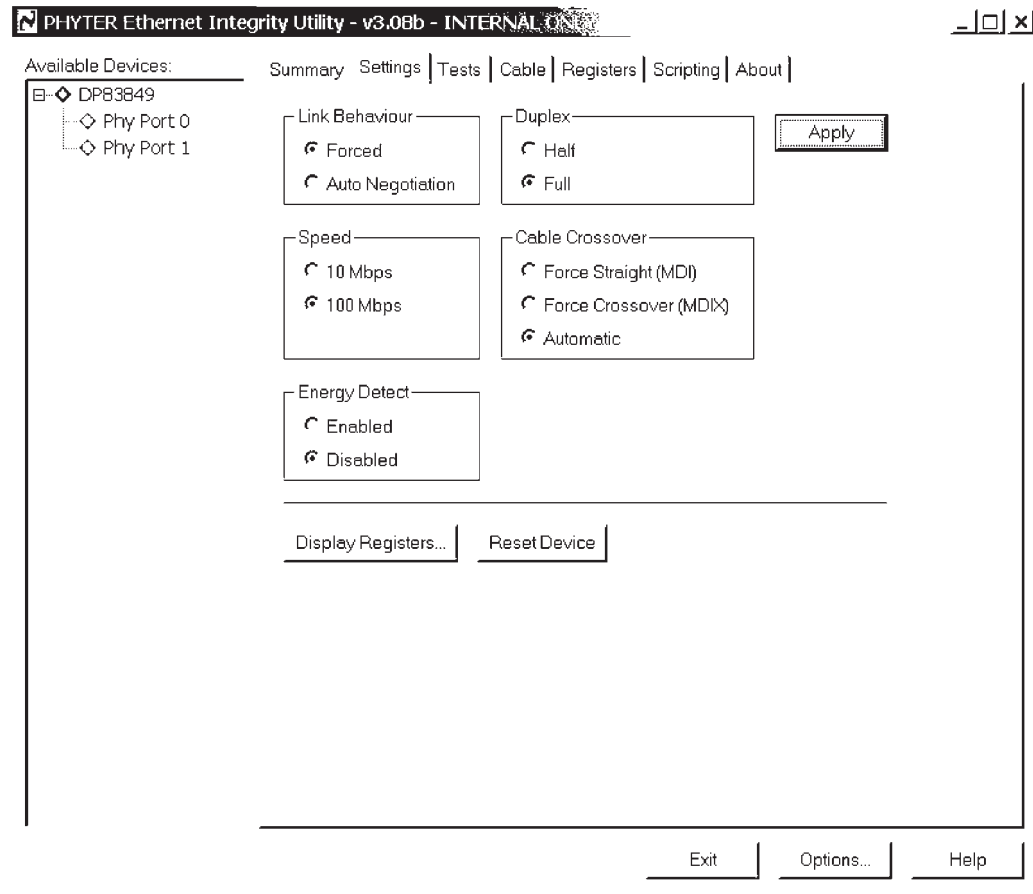 PHYTER Ethernet Integrity Utility - v3.08b - INTERNAL ONLY
Available Devices:
DP83849
Phy Port 0
Phy Port 1
Summary Settings Tests Cable Registers Scripting About
Link Behaviour
Forced
Auto Negotiation
Duplex
Half
Full
Apply
Speed
10 Mbps
100 Mbps
Cable Crossover
Force Straight (MDI)
Force Crossover (MDIX)
Automatic
Energy Detect
Enabled
Disabled
Display Registers... Reset Device
Exit Options... Help